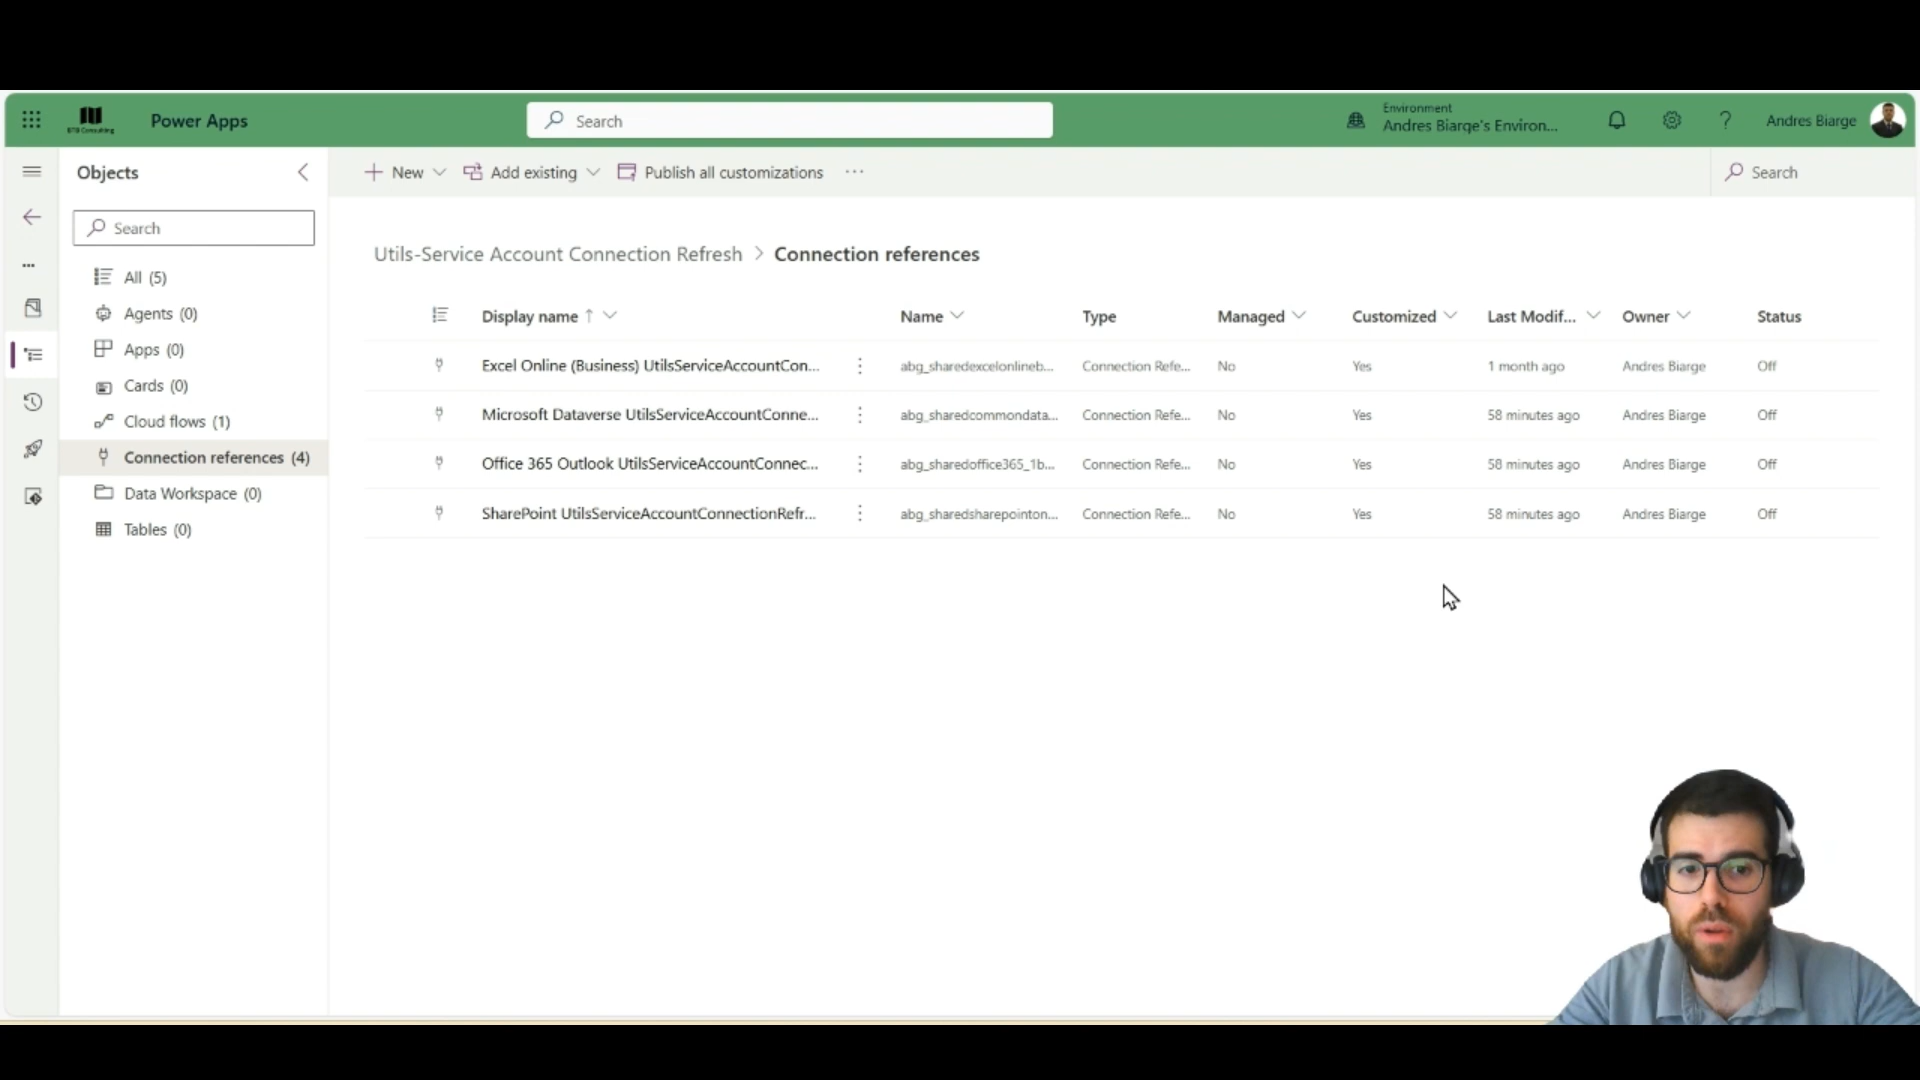 BTB Consulting
Power Apps
Search
Environment
Andres Biarge's Environ...
Andres Biarge
Objects
New
Add existing
Publish all customizations
Search
Search
Utils-Service Account Connection Refresh > Connection references
All (5)
Agents (0)
Apps (0)
Cards (0)
Cloud flows (1)
Connection references (4)
Data Workspace (0)
Tables (0)
Display name Name Type Managed Customized Last Modif... Owner Status
Excel Online (Business) UtilsServiceAccountCon... abg_sharedexcelonlineb... Connection Refe... No Yes 1 month ago Andres Biarge Off
Microsoft Dataverse UtilsServiceAccountConne... abg_sharedcommondata... Connection Refe... No Yes 58 minutes ago Andres Biarge Off
Office 365 Outlook UtilsServiceAccountConnec... abg_sharedoffice365_1b... Connection Refe... No Yes 58 minutes ago Andres Biarge Off
SharePoint UtilsServiceAccountConnectionRefr... abg_sharedsharepointon... Connection Refe... No Yes 58 minutes ago Andres Biarge Off